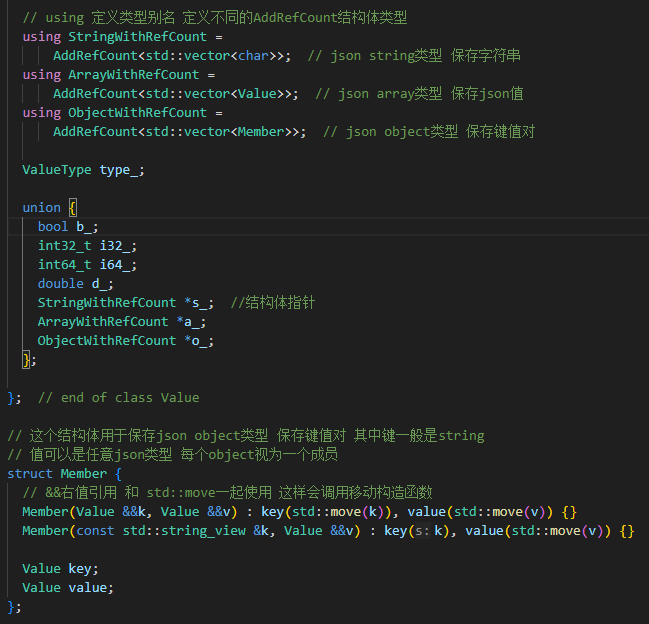 // using 定义类型别名 定义不同的AddRefCount结构体类型
using StringWithRefCount =
AddRefCount<std::vector<char>>;  // json string类型 保存字符串
using ArrayWithRefCount =
AddRefCount<std::vector<Value>>;  // json array类型 保存json值
using ObjectWithRefCount =
AddRefCount<std::vector<Member>>;  // json object类型 保存键值对
ValueType type_;
union {
bool b_;
int32_t i32_;
int64_t i64_;
double d_;
StringWithRefCount *s_;  //结构体指针
ArrayWithRefCount *a_;
ObjectWithRefCount *o_;
};
};  // end of class Value
// 这个结构体用于保存json object类型 保存键值对 其中键一般是string
// 值可以是任意json类型 每个object视为一个成员
struct Member {
// &&右值引用 和 std::move一起使用 这样会调用移动构造函数
Member(Value &&k, Value &&v) : key(std::move(k)), value(std::move(v)) {}
Member(const std::string_view &k, Value &&v) : key(s:k), value(std::move(v)) {}
Value key;
Value value;
};